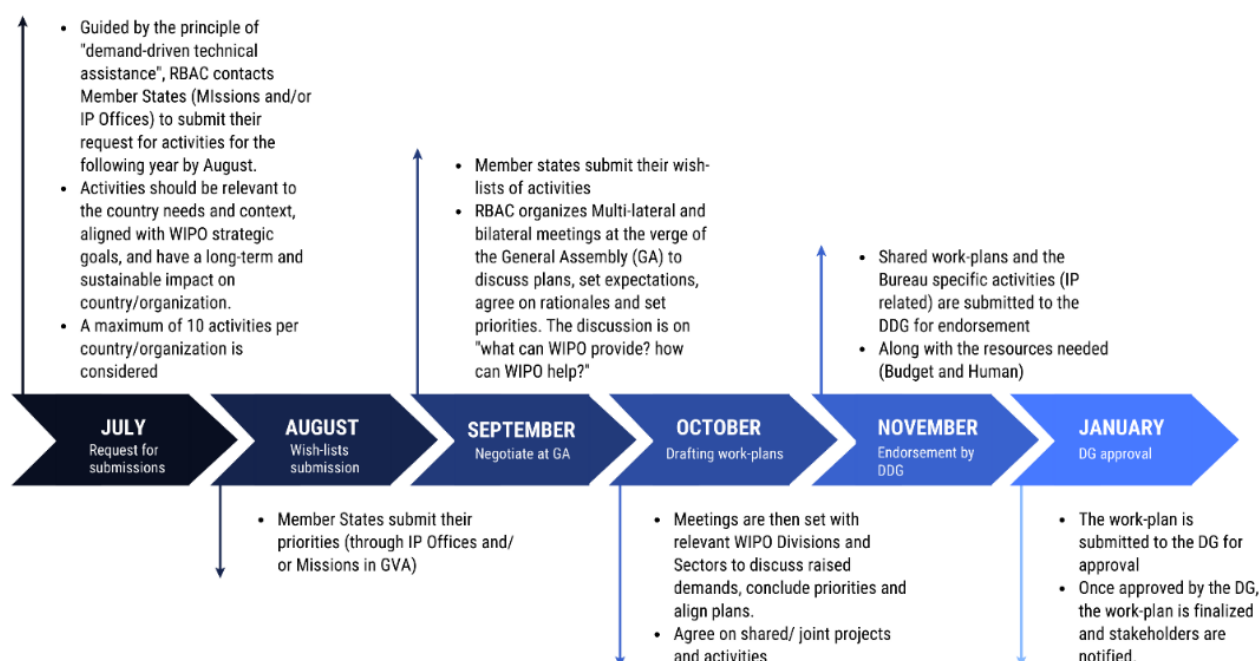 • Guided by the principle of
"demand-driven technical
assistance", RBAC contacts
Member States (MIssions and/or
IP Offices) to submit their
request for activities for the
following year by August.
• Activities should be relevant to
the country needs and context,
aligned with WIPO strategic
goals, and have a long-term and
sustainable impact on
country/organization.
• A maximum of 10 activities per
country/organization is
considered
• Member states submit their wish-
lists of activities
• RBAC organizes Multi-lateral and
bilateral meetings at the verge of
the General Assembly (GA) to
discuss plans, set expectations,
agree on rationales and set
priorities. The discussion is on
"what can WIPO provide? how
can WIPO help?"
• Shared work-plans and the
Bureau specific activities (IP
related) are submitted to the
DDG for endorsement
• Along with the resources needed
(Budget and Human)
JULY
Request for
submissions
AUGUST
Wish-lists
submission
SEPTEMBER
Negotiate at GA
OCTOBER
Drafting work-plans
NOVEMBER
Endorsement by
DDG
JANUARY
DG approval
• Member States submit their
priorities (through IP Offices and/
or Missions in GVA)
• Meetings are then set with
relevant WIPO Divisions and
Sectors to discuss raised
demands, conclude priorities and
align plans.
• Agree on shared/ joint projects
and activities
• The work-plan is
submitted to the DG for
approval
• Once approved by the DG,
the work-plan is finalized
and stakeholders are
notified.